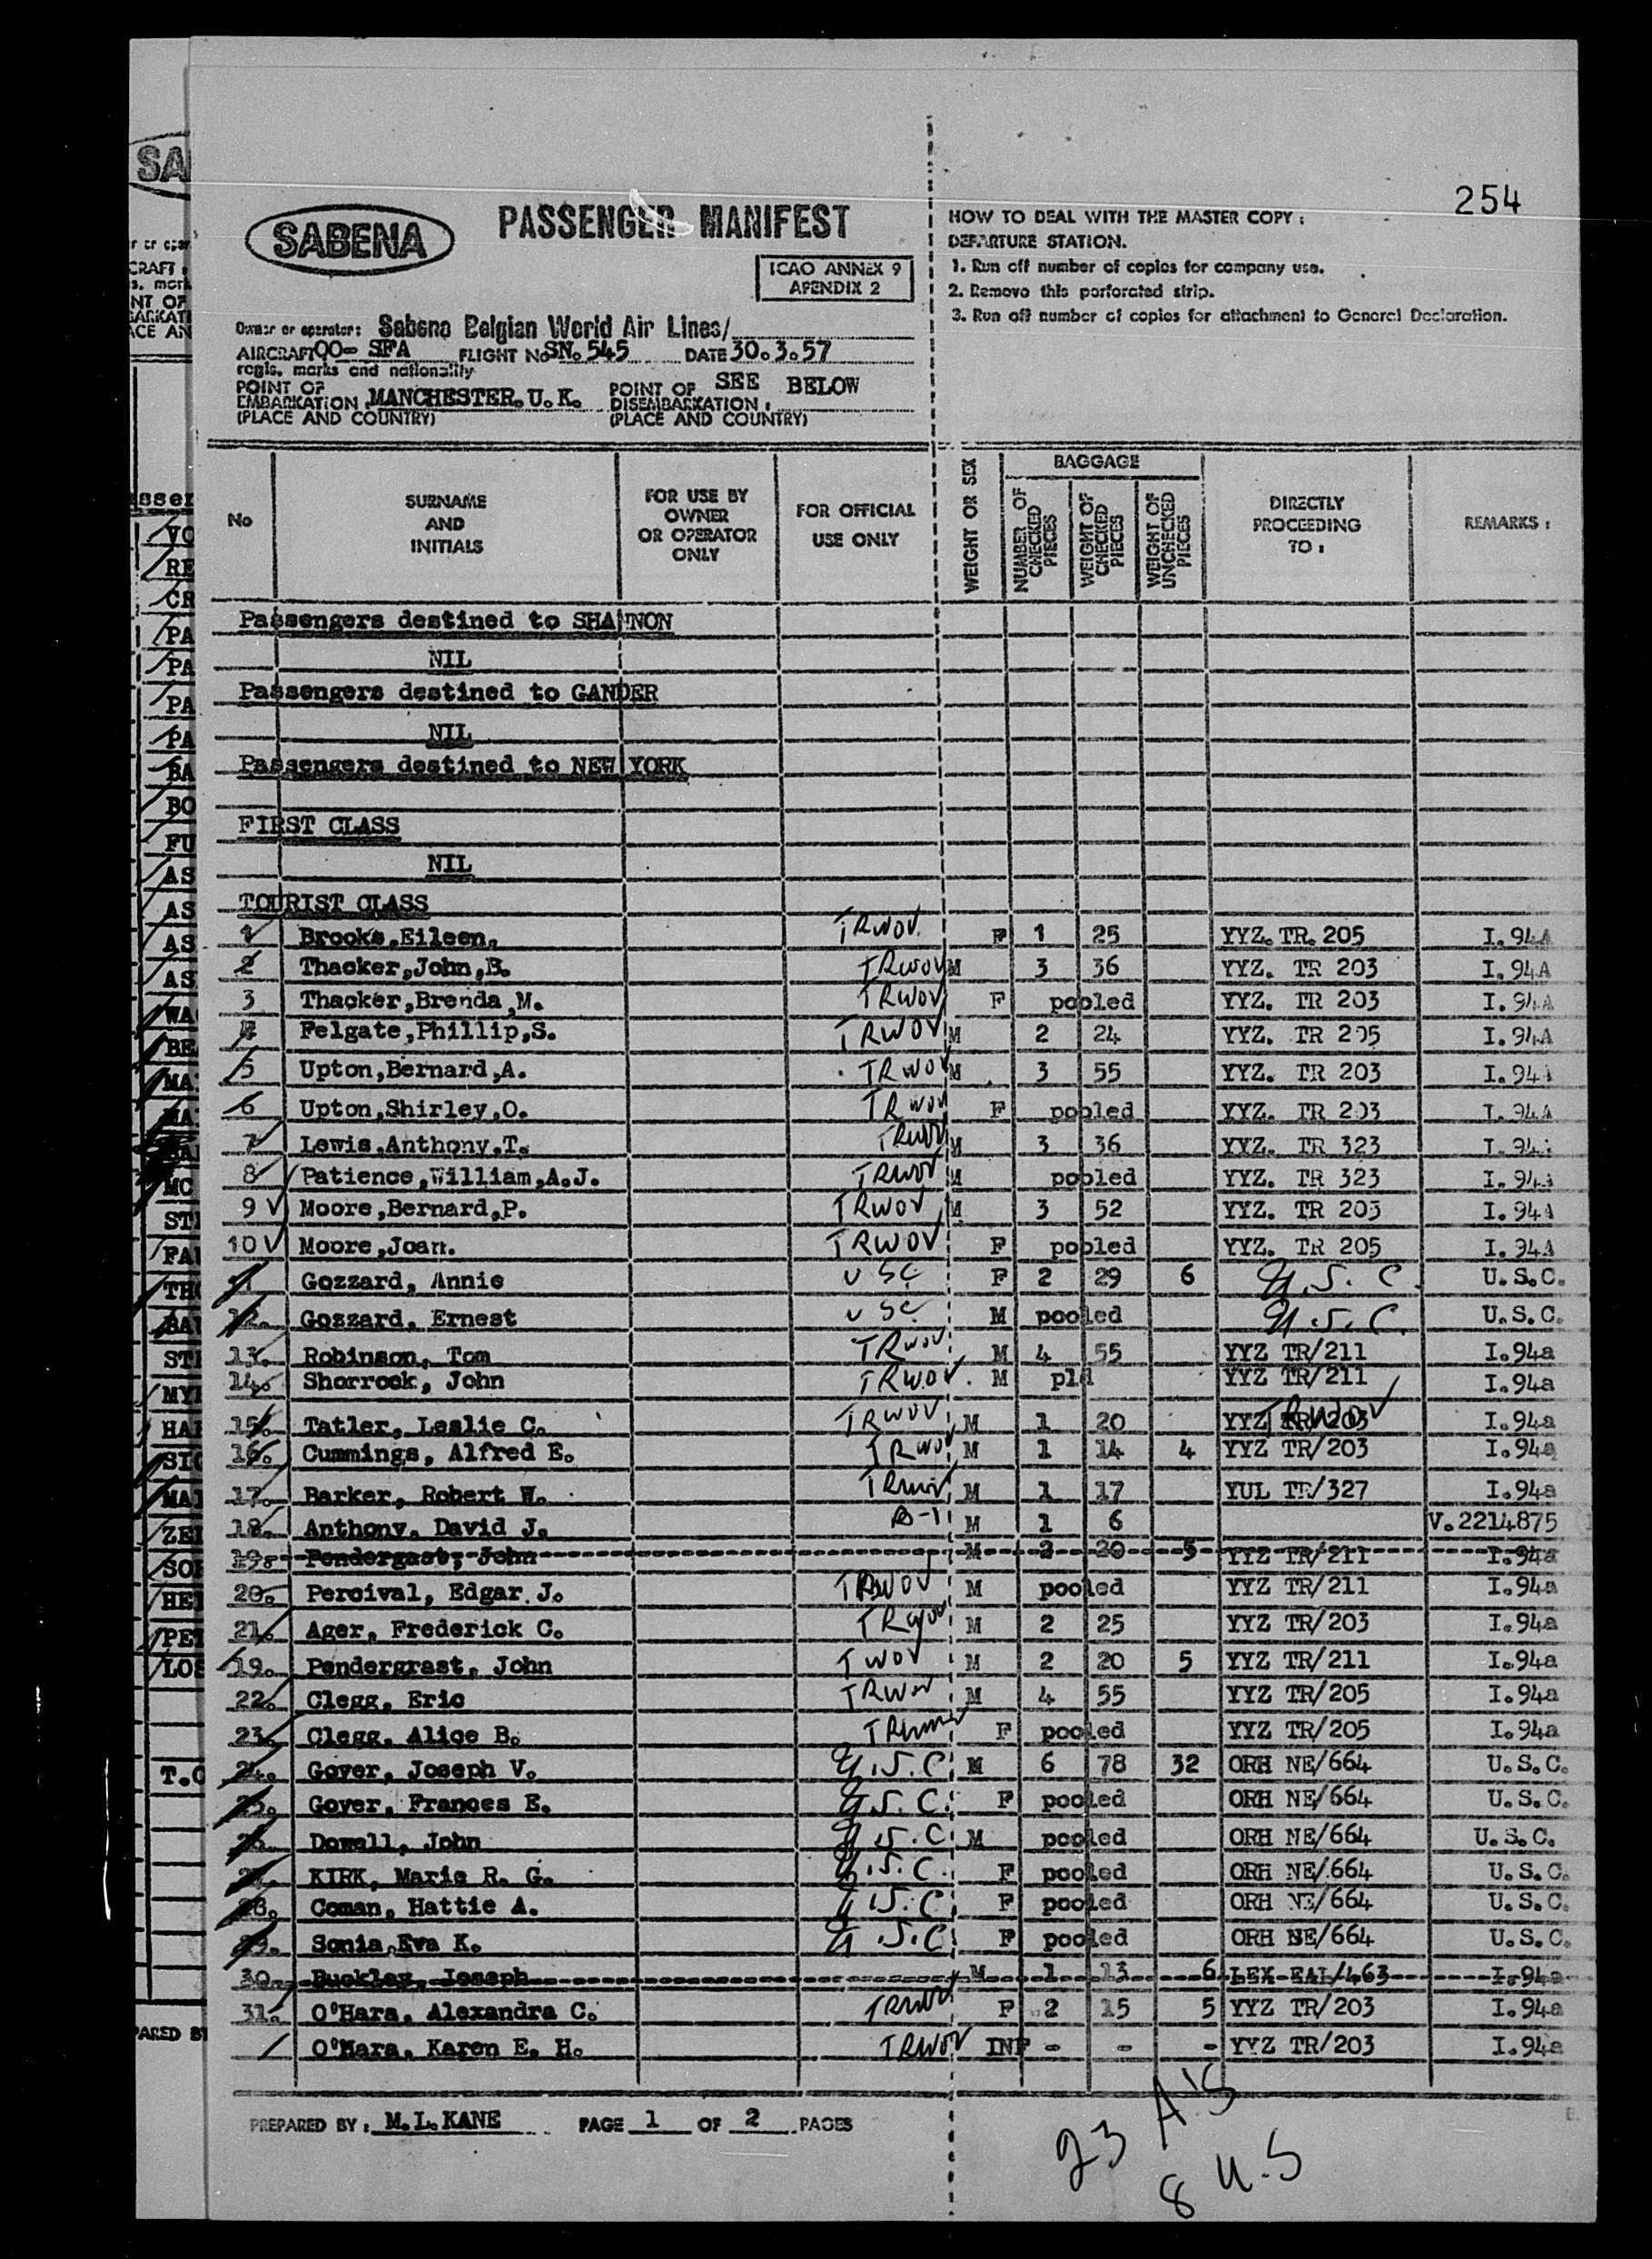 254
SABENA
PASSENGER MANIFEST
ICAO ANNEX 9
APENDIX 2
HOW TO DEAL WITH THE MASTER COPY :
DEPARTURE STATION.
1. Run off number of copies for company use.
2. Remove this perforated strip.
3. Run off number of copies for attachment to General Declaration.
Owner or operator: Sabena Belgian World Air Lines/
AIRCRAFT OO- SFA FLIGHT No SN. 545 DATE 30.3.57
regis. marks and nationality
POINT OF EMBARKATION MANCHESTER. U.K. POINT OF DISEMBARKATION : SEE BELOW
(PLACE AND COUNTRY) (PLACE AND COUNTRY)
No SURNAME AND INITIALS FOR USE BY OWNER OR OPERATOR ONLY FOR OFFICIAL USE ONLY WEIGHT OR SEX BAGGAGE NUMBER OF CHECKED PIECES WEIGHT OF CHECKED PIECES WEIGHT OF UNCHECKED PIECES DIRECTLY PROCEEDING TO : REMARKS :
Passengers destined to SHANNON
NIL
Passengers destined to GANDER
NIL
Passengers destined to NEW YORK
FIRST CLASS
NIL
TOURIST CLASS
1 Brooks,Eileen. TRWOV F 1 25 YYZ. TR. 205 I.94A
2 Thacker,John,B. TRWOV M 3 36 YYZ. TR 203 I.94A
3 Thacker,Brenda,M. TRWOV F pooled YYZ. TR 203 I.94A
4 Felgate,Phillip,S. TRWOV M 2 24 YYZ. TR 205 I.94A
5 Upton,Bernard,A. TRWOV M 3 55 YYZ. TR 203 I.94A
6 Upton,Shirley,O. TRWOV F pooled YYZ. TR 203 I.94A
7 Lewis,Anthony,T. TRWOV M 3 36 YYZ. TR 323 I.94A
8 Patience,William,A.J. TRWOV M pooled YYZ. TR 323 I.94A
9 Moore,Bernard,P. TRWOV M 3 52 YYZ. TR 205 I.94A
10 Moore,Joan. TRWOV F pooled YYZ. TR 205 I.94A
11 Gozzard, Annie USC F 2 29 6 U.S.C. U.S.C.
12. Gozzard, Ernest USC M pooled U.S.C. U.S.C.
13. Robinson, Tom TRWOV M 4 55 YYZ TR/211 I.94a
14. Shorrock, John TRWOV M pld YYZ TR/211 I.94a
15. Tatler, Leslie C. TRWOV M 1 20 YYZ TR/203 TRWOV I.94a
16. Cummings, Alfred E. TRWOV M 1 14 4 YYZ TR/203 I.94a
17. Barker, Robert W. TRWOV M 1 17 YUL TR/327 I.94a
18. Anthony. David J. B-1 M 1 6 V.2214875
19. Pendergast, John M 2 20 5 YYZ TR/211 I.94a
20. Percival, Edgar J. TRWOV M pooled YYZ TR/211 I.94a
21. Ager, Frederick C. TRWOV M 2 25 YYZ TR/203 I.94a
19. Pendergrast, John TWOV M 2 20 5 YYZ TR/211 I.94a
22. Clegg, Eric TRWOV M 4 55 YYZ TR/205 I.94a
23. Clegg, Alice B. TRWOV F pooled YYZ TR/205 I.94a
24. Goyer, Joseph V. U.S.C. M 6 78 32 ORH NE/664 U.S.C.
25. Goyer, Frances E. U.S.C. F pooled ORH NE/664 U.S.C.
26. Dowell, John U.S.C. M pooled ORH NE/664 U.S.C.
27. KIRK, Marie R. G. U.S.C. F pooled ORH NE/664 U.S.C.
28. Coman, Hattie A. U.S.C. F pooled ORH NE/664 U.S.C.
29. Sonia,Eva K. U.S.C. F pooled ORH NE/664 U.S.C.
30. Buckley, Joseph M 1 13 6 LEX EAL/463 I.94a
31. O'Hara. Alexandra C. TRWOV F 2 15 5 YYZ TR/203 I.94a
O'Hara, Karen E. H. TRWOV INF - - - YYZ TR/203 I.94a
PREPARED BY : M.L. KANE PAGE 1 OF 2 PAGES
23 A'S
8 U.S